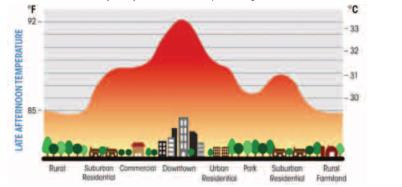 °F
°C
92
33
32
31
85
30
LATE AFTERNOON TEMPERATURE
Rural
Suburban
Residential
Commercial
Downtown
Urban
Residential
Park
Suburban
Residential
Rural
Farmland